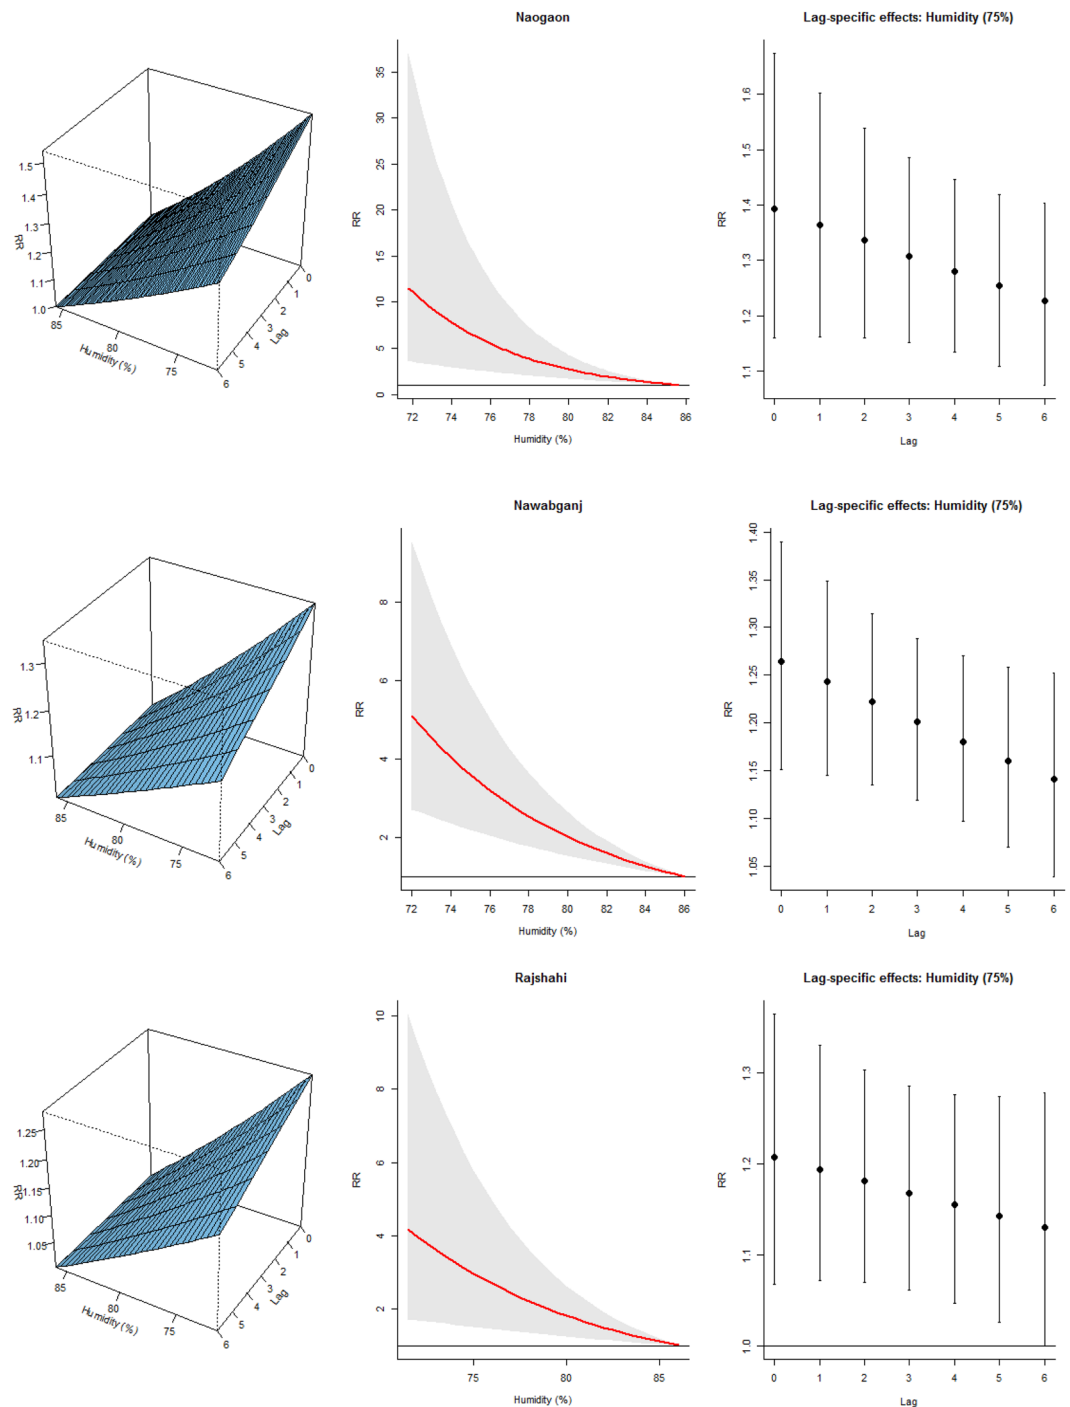 Naogaon
Lag-specific effects: Humidity (75%)
1.5
1.4
1.3
1.2
1.1
1.0
RR
85
80
75
Humidity (%)
0
1
2
3
4
5
6
Lag
35
30
25
20
15
10
5
0
RR
72 74 76 78 80 82 84 86
Humidity (%)
1.6
1.5
1.4
1.3
1.2
1.1
RR
0 1 2 3 4 5 6
Lag
Nawabganj
Lag-specific effects: Humidity (75%)
1.3
1.2
1.1
RR
85
80
75
Humidity (%)
0
1
2
3
4
5
6
Lag
8
6
4
2
RR
72 74 76 78 80 82 84 86
Humidity (%)
1.40
1.35
1.30
1.25
1.20
1.15
1.10
1.05
RR
0 1 2 3 4 5 6
Lag
Rajshahi
Lag-specific effects: Humidity (75%)
1.25
1.20
1.15
1.10
1.05
RR
85
80
75
Humidity (%)
0
1
2
3
4
5
6
Lag
10
8
6
4
2
RR
75 80 85
Humidity (%)
1.3
1.2
1.1
1.0
RR
0 1 2 3 4 5 6
Lag